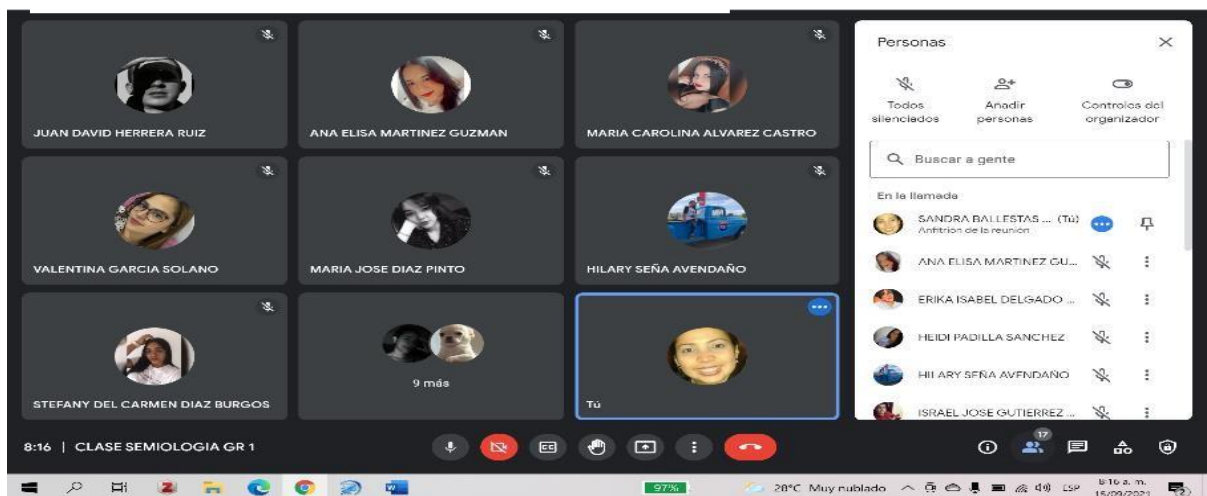 JUAN DAVID HERRERA RUIZ
ANA ELISA MARTINEZ GUZMAN
MARIA CAROLINA ALVAREZ CASTRO
VALENTINA GARCIA SOLANO
MARIA JOSE DIAZ PINTO
HILARY SEÑA AVENDAÑO
STEFANY DEL CARMEN DIAZ BURGOS
9 más
Tú
Personas
Todos silenciados
Añadir personas
Controles del organizador
Buscar a gente
En la llamada
SANDRA BALLESTAS ... (Tú)
Anfitrión de la reunión
ANA ELISA MARTINEZ GU...
ERIKA ISABEL DELGADO ...
HEIDI PADILLA SANCHEZ
HILARY SEÑA AVENDAÑO
ISRAEL JOSE GUTIERREZ ...
8:16 | CLASE SEMIOLOGIA GR 1
CC
17
97%
28°C Muy nublado
ESP
8:16 a. m.
15/09/2021